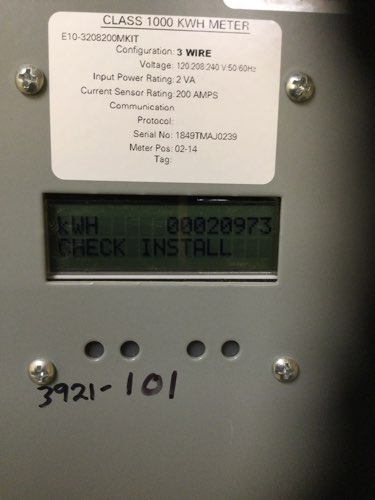 CLASS 1000 KWH METER
E10-3208200MKIT
Configuration: 3 WIRE
Voltage: 120.208.240 V:50/60Hz
Input Power Rating: 2 VA
Current Sensor Rating: 200 AMPS
Communication
Protocol:
Serial No: 1849TMAJ0239
Meter Pos: 02-14
Tag:
kWH 00020973
CHECK INSTALL
3921-101